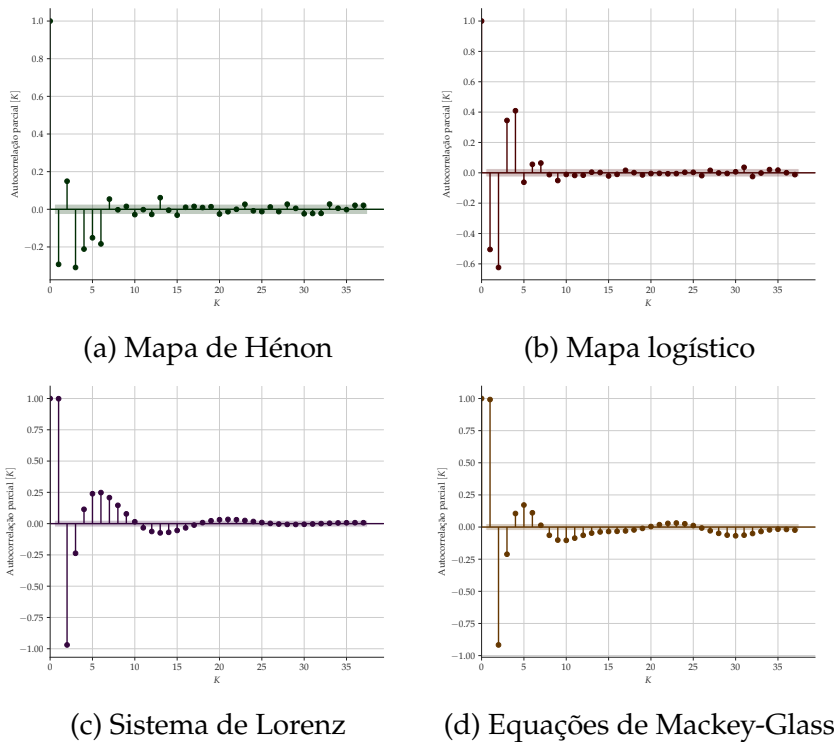 1.0
0.8
0.6
0.4
0.2
0.0
−0.2
Autocorrelação parcial [K]
0 5 10 15 20 25 30 35
K
(a) Mapa de Hénon
1.0
0.8
0.6
0.4
0.2
0.0
−0.2
−0.4
−0.6
Autocorrelação parcial [K]
0 5 10 15 20 25 30 35
K
(b) Mapa logístico
1.00
0.75
0.50
0.25
0.00
−0.25
−0.50
−0.75
−1.00
Autocorrelação parcial [K]
0 5 10 15 20 25 30 35
K
(c) Sistema de Lorenz
1.00
0.75
0.50
0.25
0.00
−0.25
−0.50
−0.75
−1.00
Autocorrelação parcial [K]
0 5 10 15 20 25 30 35
K
(d) Equações de Mackey-Glass